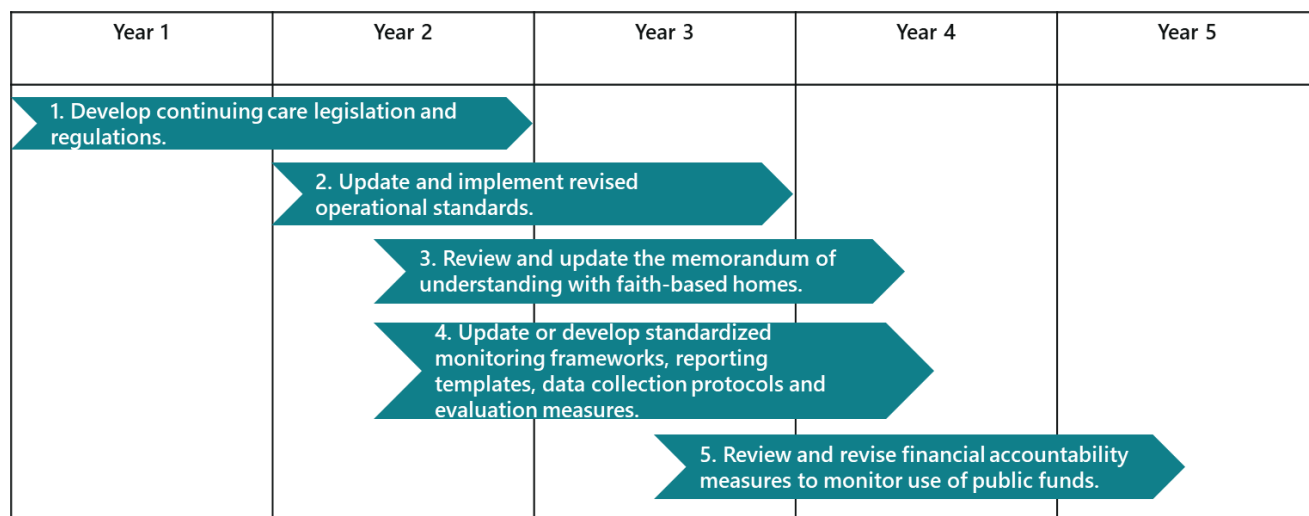 Year 1
Year 2
Year 3
Year 4
Year 5
1. Develop continuing care legislation and
regulations.
2. Update and implement revised
operational standards.
3. Review and update the memorandum of
understanding with faith-based homes.
4. Update or develop standardized
monitoring frameworks, reporting
templates, data collection protocols and
evaluation measures.
5. Review and revise financial accountability
measures to monitor use of public funds.